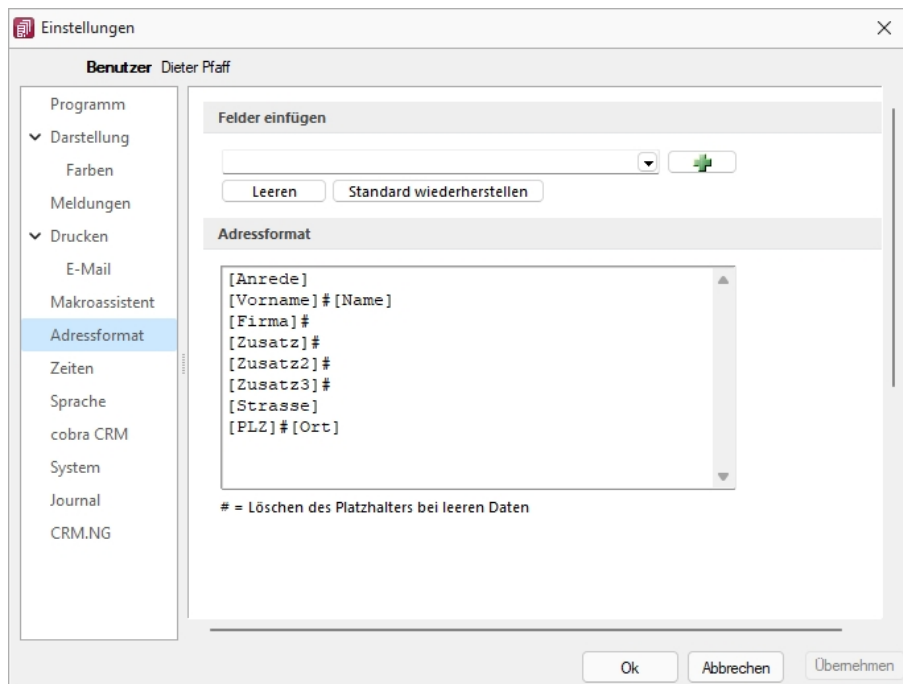 Einstellungen
Benutzer Dieter Pfaff
Programm
Darstellung
Farben
Meldungen
Drucken
E-Mail
Makroassistent
Adressformat
Zeiten
Sprache
cobra CRM
System
Journal
CRM.NG
Felder einfügen
Leeren Standard wiederherstellen
Adressformat
[Anrede]
[Vorname]#[Name]
[Firma]#
[Zusatz]#
[Zusatz2]#
[Zusatz3]#
[Strasse]
[PLZ]#[Ort]
# = Löschen des Platzhalters bei leeren Daten
Ok Abbrechen Übernehmen